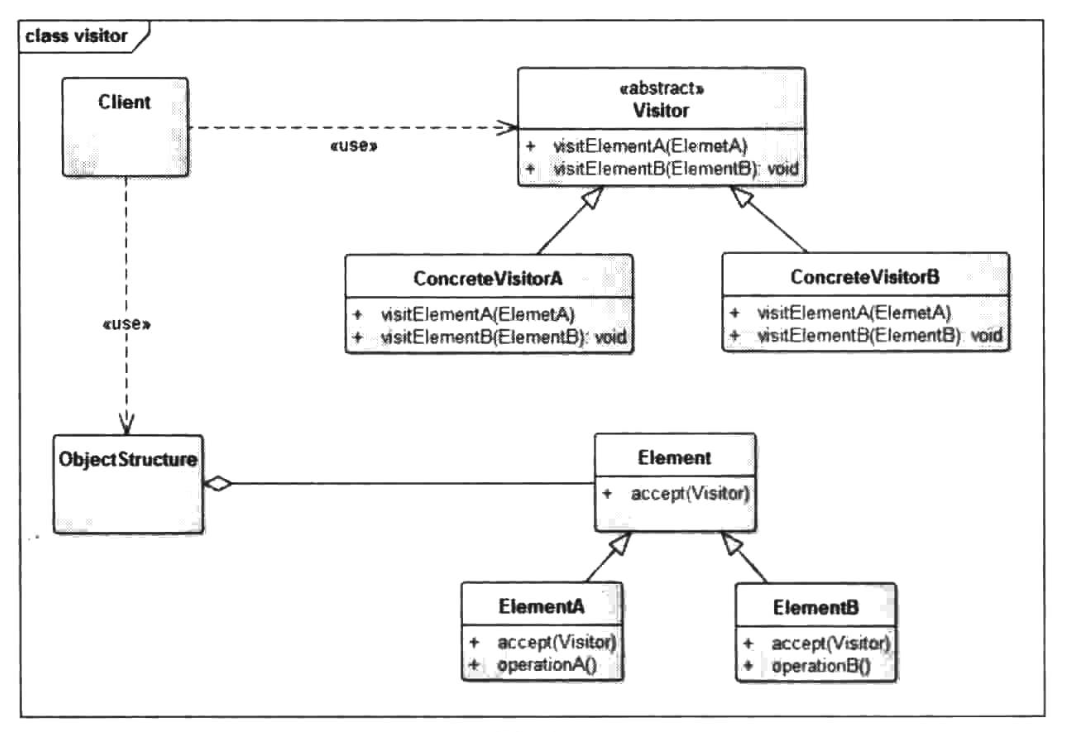 class visitor
Client
«abstract»
Visitor
+ visitElementA(ElemetA)
+ visitElementB(ElementB): void
«use»
ConcreteVisitorA
+ visitElementA(ElemetA)
+ visitElementB(ElementB): void
ConcreteVisitorB
+ visitElementA(ElemetA)
+ visitElementB(ElementB): void
«use»
ObjectStructure
Element
+ accept(Visitor)
ElementA
+ accept(Visitor)
+ operationA()
ElementB
+ accept(Visitor)
+ operationB()